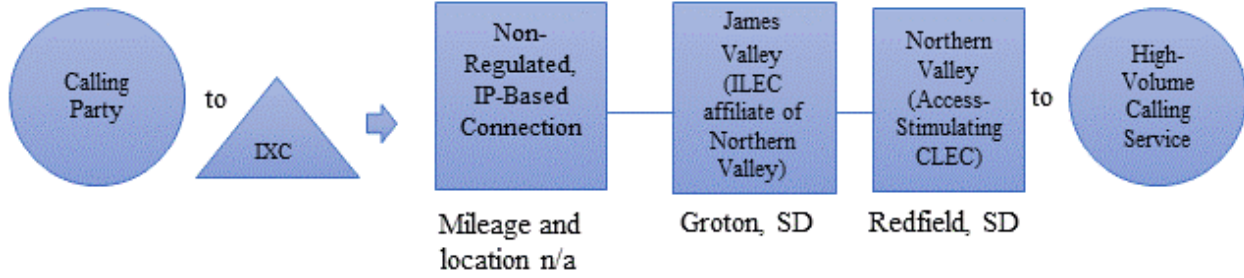 Calling
Party
to
IXC
Non-
Regulated,
IP-Based
Connection
Mileage and
location n/a
James
Valley
(ILEC
affiliate of
Northern
Valley)
Groton, SD
Northern
Valley
(Access-
Stimulating
CLEC)
Redfield, SD
to
High-
Volume
Calling
Service